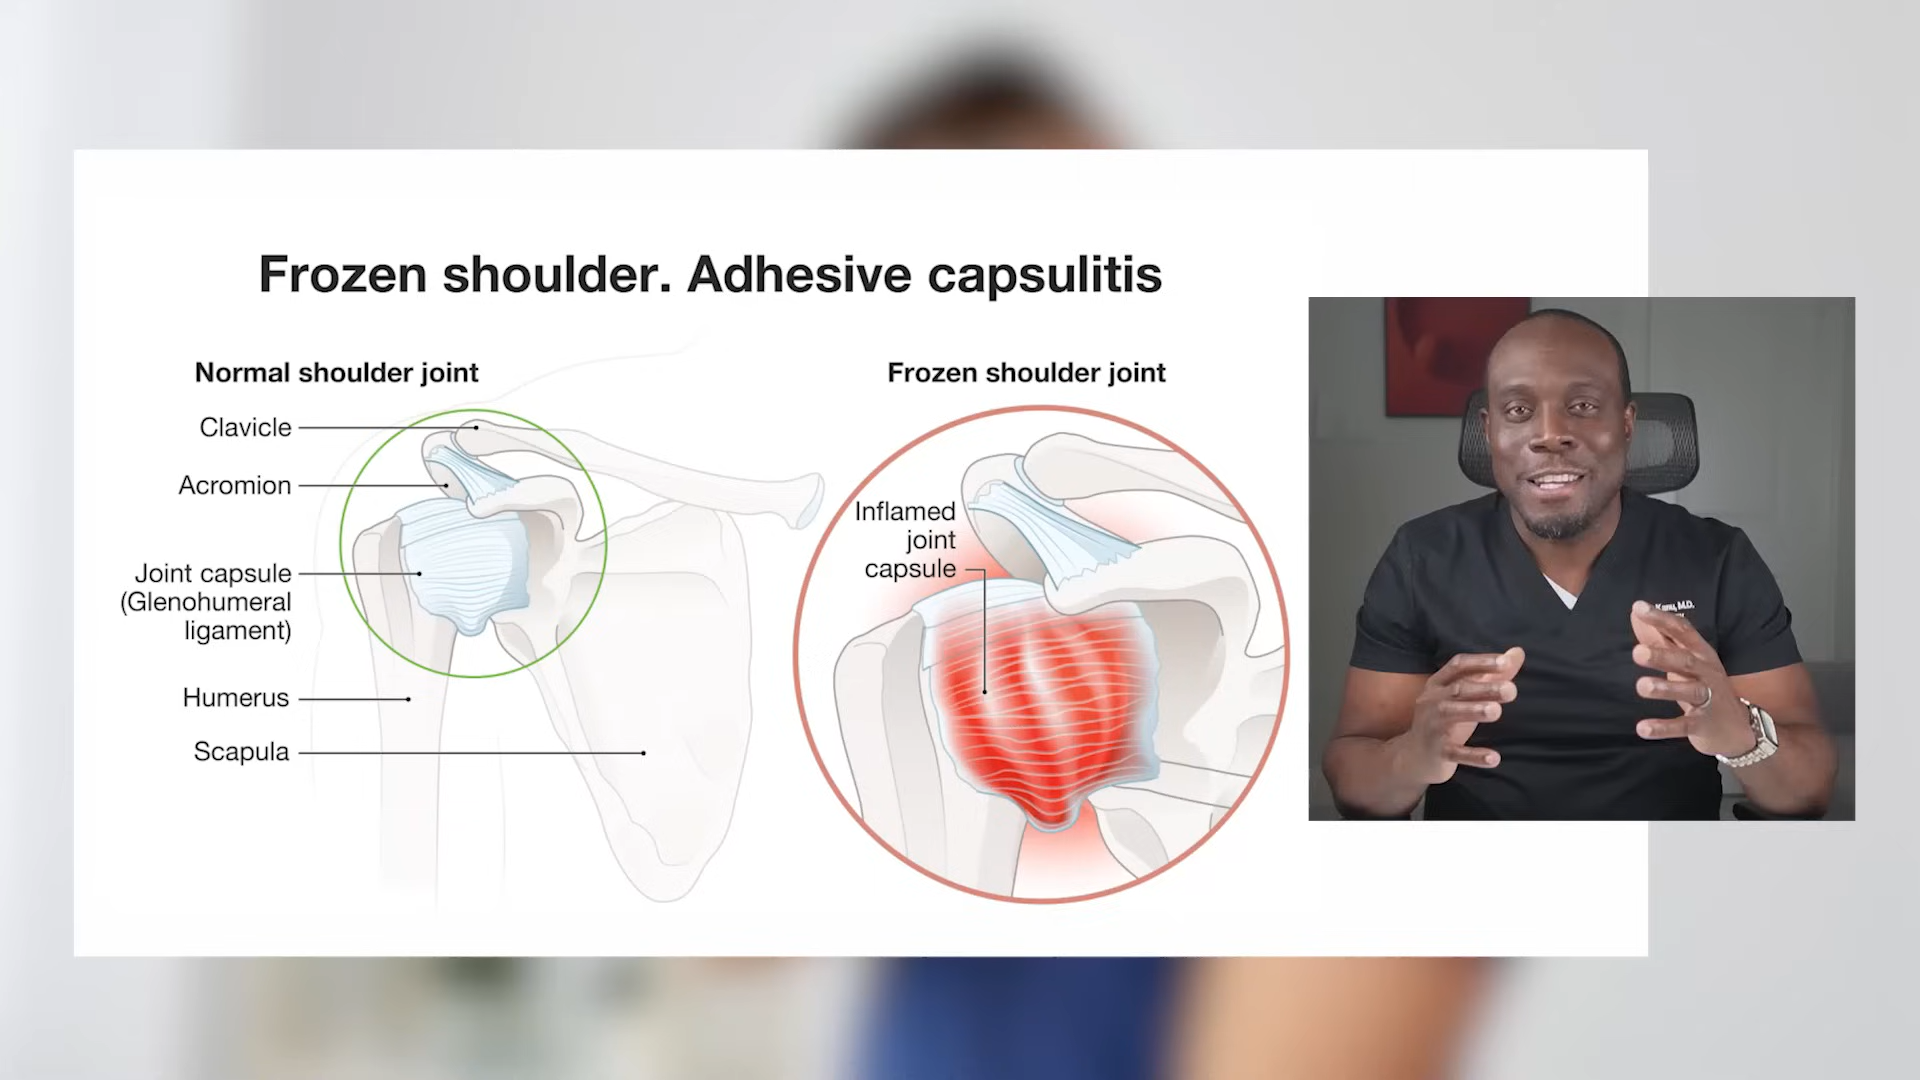 Frozen shoulder. Adhesive capsulitis
Normal shoulder joint
Clavicle
Acromion
Joint capsule
(Glenohumeral
ligament)
Humerus
Scapula
Frozen shoulder joint
Inflamed
joint
capsule
M.D.